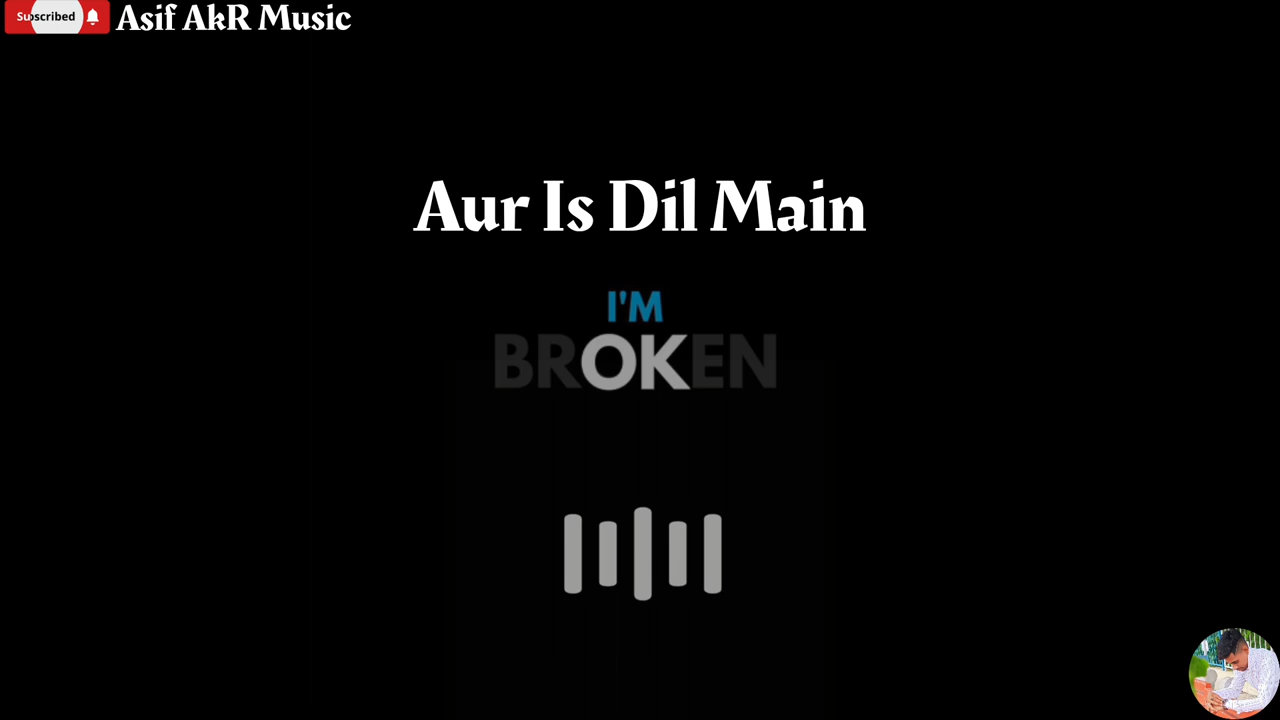 Subscribed
Asif AkR Music
Aur Is Dil Main
I'M
BROKEN